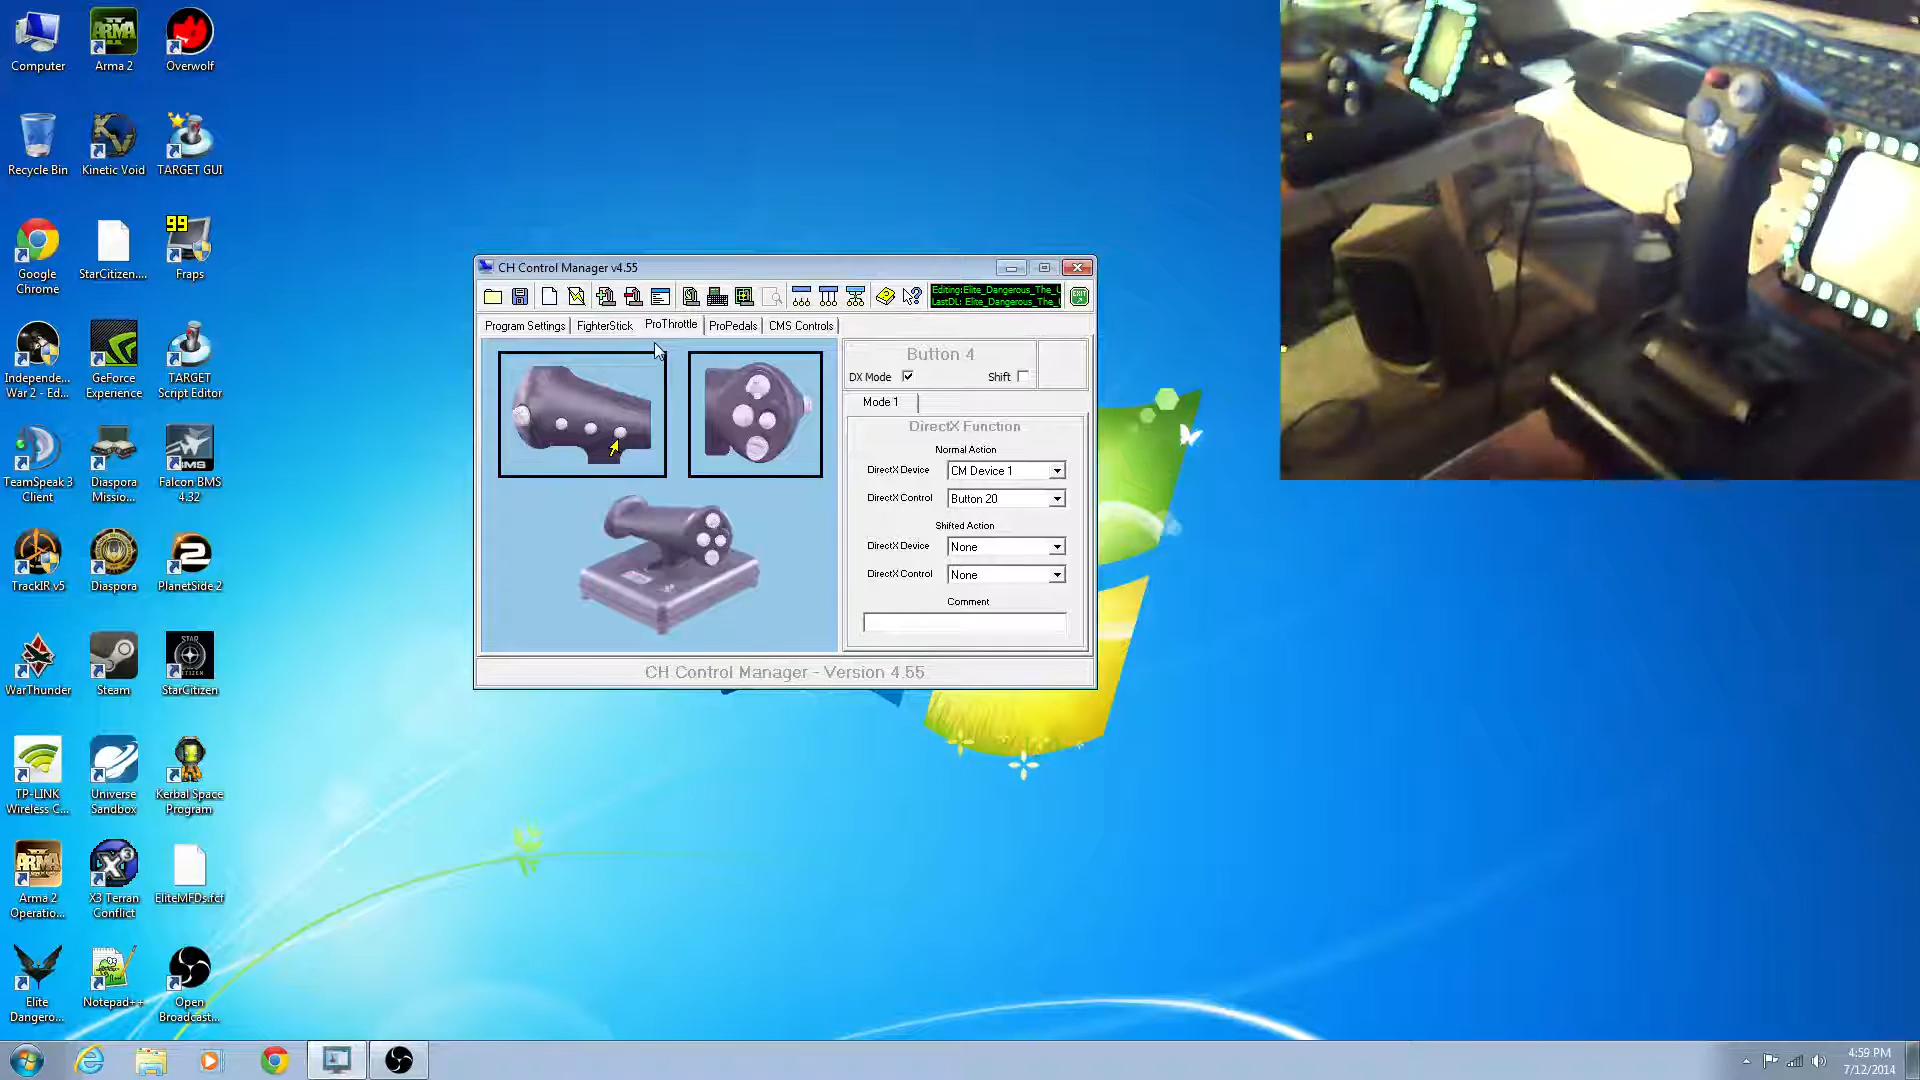 Computer
Arma 2
Overwolf
Recycle Bin
Kinetic Void
TARGET GUI
99
Google
Chrome
StarCitizen....
Fraps
Independe...
War 2 - Ed...
GeForce
Experience
TARGET
Script Editor
TeamSpeak 3
Client
Diaspora
Missio...
Falcon BMS
4.32
TrackIR v5
Diaspora
PlanetSide 2
WarThunder
Steam
StarCitizen
TP-LINK
Wireless C...
Universe
Sandbox
Kerbal Space
Program
Arma 2
Operatio...
X3 Terran
Conflict
EliteMFDs.fcf
Elite
Dangero...
Notepad++
Open
Broadcast...
CH Control Manager v4.55
Editing:Elite_Dangerous_The_
LastDL: Elite_Dangerous_The_
EXIT
Program Settings
FighterStick
ProThrottle
ProPedals
CMS Controls
Button 4
DX Mode
Shift
Mode 1
DirectX Function
Normal Action
DirectX Device
CM Device 1
DirectX Control
Button 20
Shifted Action
DirectX Device
None
DirectX Control
None
Comment
CH Control Manager - Version 4.55
4:59 PM
7/12/2014